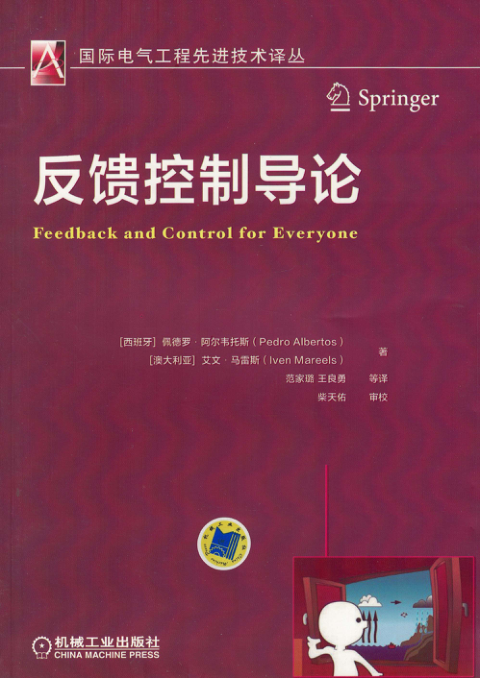 国际电气工程先进技术译丛
Springer
反馈控制导论
Feedback and Control for Everyone
[西班牙] 佩德罗·阿尔韦托斯（Pedro Albertos）
[澳大利亚] 艾文·马雷斯（Iven Mareels） 著
范家璐 王良勇 等译
柴天佑 审校
机械工业出版社
CHINA MACHINE PRESS